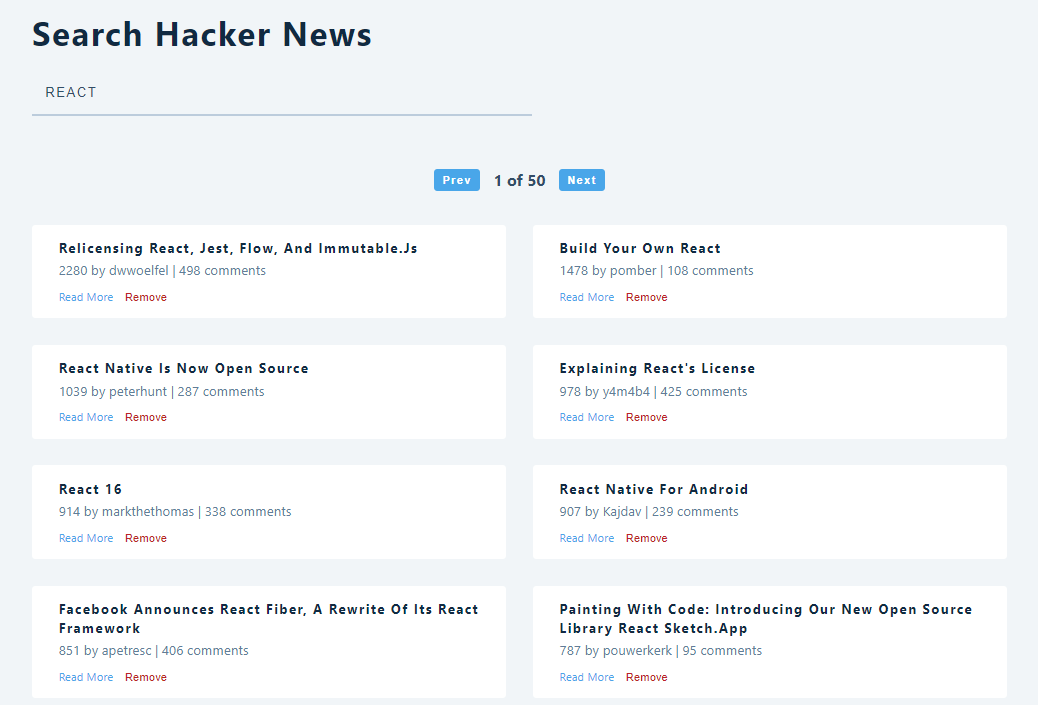 Search Hacker News
REACT
Prev 1 of 50 Next
Relicensing React, Jest, Flow, And Immutable.Js
2280 by dwwoelfel | 498 comments
Read More Remove
Build Your Own React
1478 by pomber | 108 comments
Read More Remove
React Native Is Now Open Source
1039 by peterhunt | 287 comments
Read More Remove
Explaining React's License
978 by y4m4b4 | 425 comments
Read More Remove
React 16
914 by markthethomas | 338 comments
Read More Remove
React Native For Android
907 by Kajdav | 239 comments
Read More Remove
Facebook Announces React Fiber, A Rewrite Of Its React
Framework
851 by apetresc | 406 comments
Read More Remove
Painting With Code: Introducing Our New Open Source
Library React Sketch.App
787 by pouwerkerk | 95 comments
Read More Remove